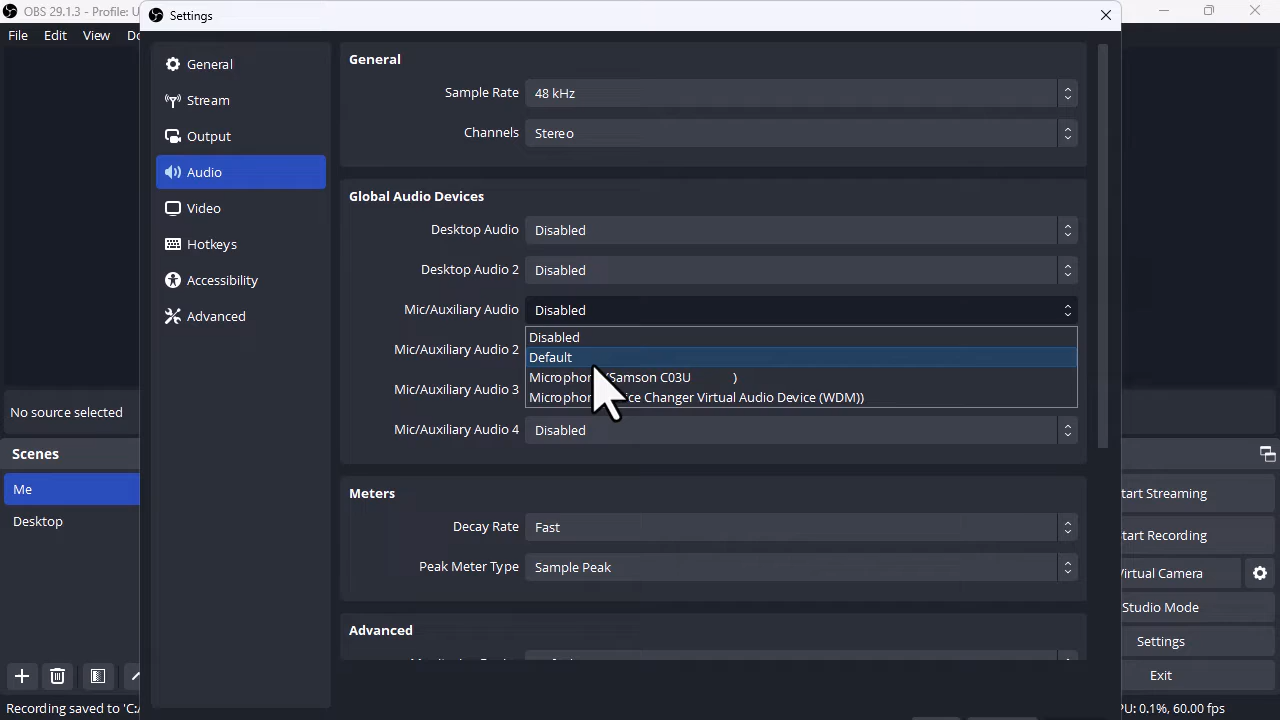 OBS 29.1.3 - Profile: U
Settings
File Edit View Do
General
Stream
Output
Audio
Video
Hotkeys
Accessibility
Advanced
General
Sample Rate 48 kHz
Channels Stereo
Global Audio Devices
Desktop Audio Disabled
Desktop Audio 2 Disabled
Mic/Auxiliary Audio Disabled
Disabled
Mic/Auxiliary Audio 2
Default
(Samson C03U )
Mic/Auxiliary Audio 3
Changer Virtual Audio Device (WDM))
Mic/Auxiliary Audio 4 Disabled
Meters
Decay Rate Fast
Peak Meter Type Sample Peak
Advanced
No source selected
Scenes
Me
Desktop
tart Streaming
tart Recording
Virtual Camera
Studio Mode
Settings
Exit
Recording saved to 'C:/
PU: 0.1%, 60.00 fps